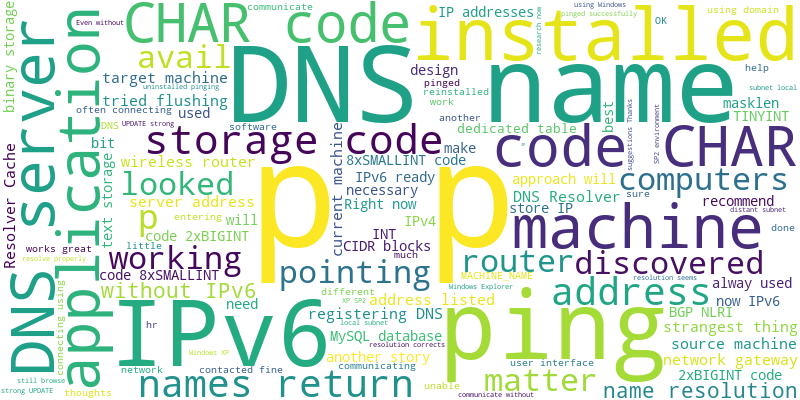 binary storage
DNS server
Resolver Cache
works great
resolve properly
connecting using
still browse
strong UPDATE
thoughts
application
Even without
CHAR code
communicate
avail
target machine
uninstalled pinging
tried flushing
often connecting
used
DNS
UPDATE strong
software
bit
text storage
DNS name
IP addresses
using Windows
pinged successfully
OK
research now
using domain
installed
design
pinged
reinstalled
work
another
help
subnet local
masklen
TINYINT
best
suggestions Thanks
SP2 environment
dedicated table
storage code
current machine
make
8xSMALLINT code
code CHAR
wireless router
looked
server address
p
entering
will
code 2xBIGINT
little
p p
IPv6 ready
necessary
Right now
IPv4
INT
CIDR blocks
much
approach will
DNS Resolver
store IP
computers
sure
recommend
distant subnet
machine
done
working
code 8xSMALLINT
without IPv6
pointing
different
XP SP2
MACHINE_NAME
Windows Explorer
router
discovered
resolution seems
alway used
now IPv6
address
IPv6
need
registering DNS
address listed
communicating
local subnet
MySQL database
resolution corrects
another story
ping
BGP NLRI
strangest thing
source machine
network gateway
user interface
2xBIGINT code
hr
network
Windows XP
contacted fine
names return
unable
matter
communicate without
name resolution